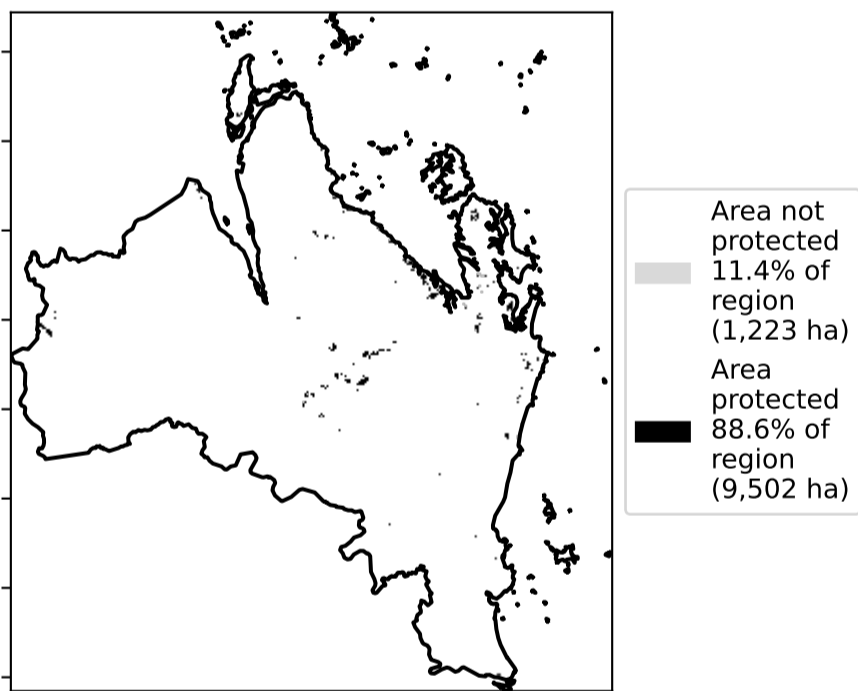 Area not
protected
11.4% of
region
(1,223 ha)
Area
protected
88.6% of
region
(9,502 ha)